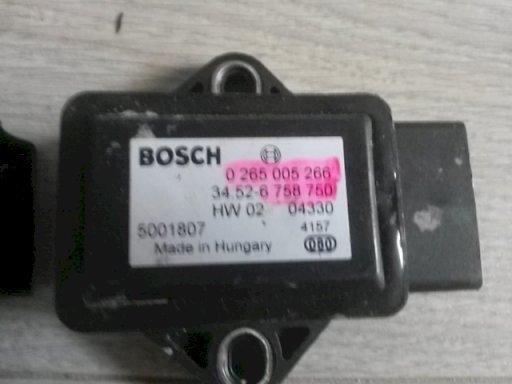 BOSCH
0 265 005 266
34.52-6 758 750
HW 02 04330
5001807 4157
Made in Hungary